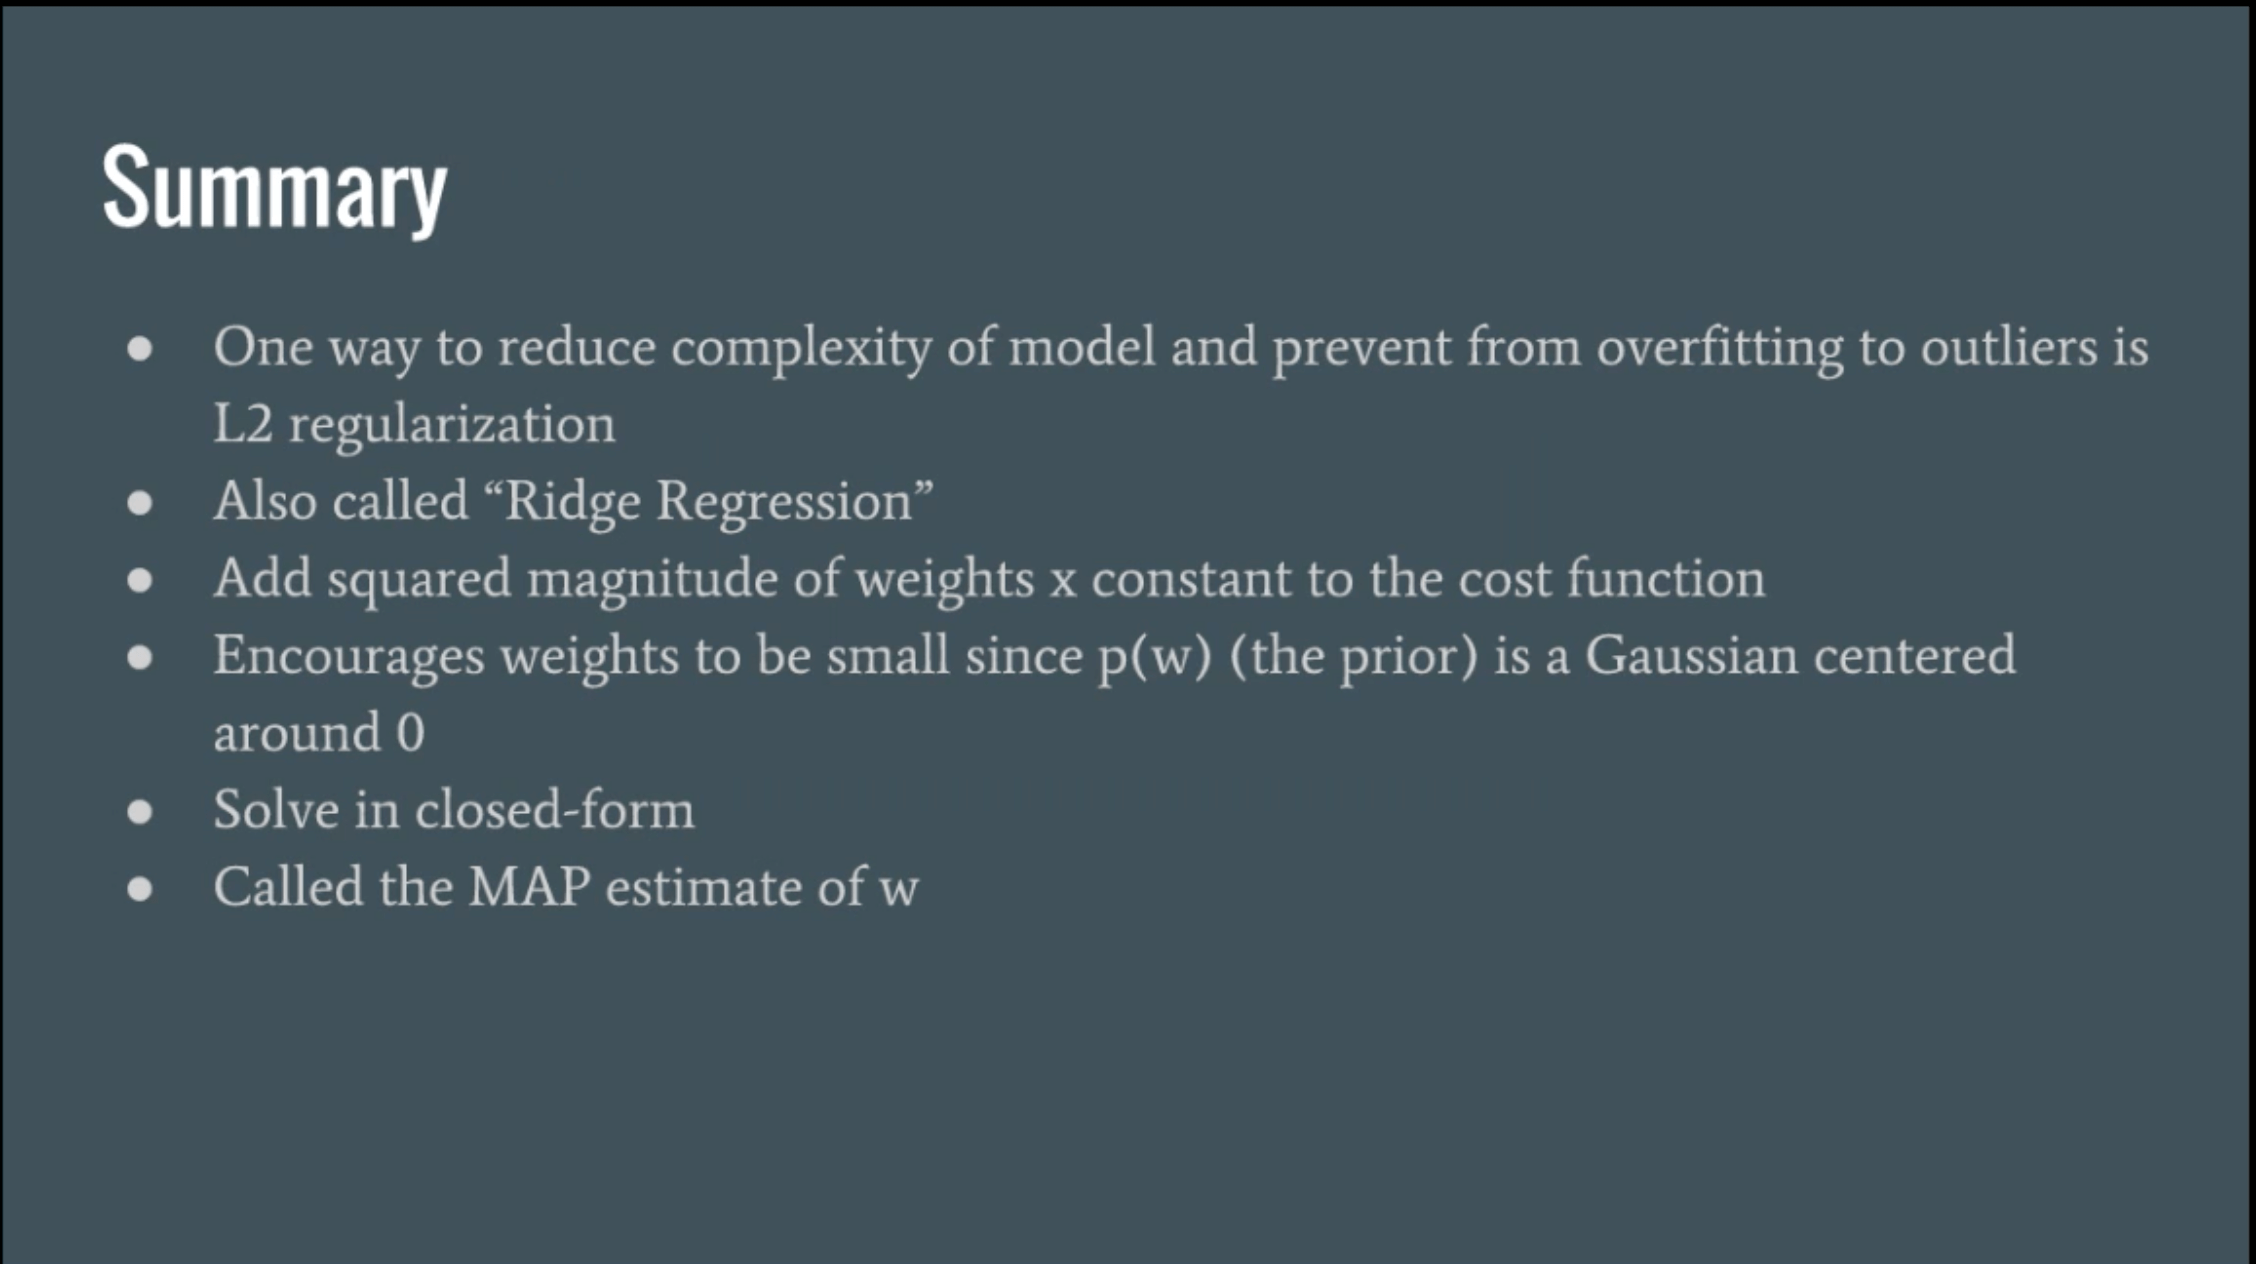 Summary
● One way to reduce complexity of model and prevent from overfitting to outliers is
L2 regularization
● Also called “Ridge Regression”
● Add squared magnitude of weights x constant to the cost function
● Encourages weights to be small since p(w) (the prior) is a Gaussian centered
around 0
● Solve in closed-form
● Called the MAP estimate of w